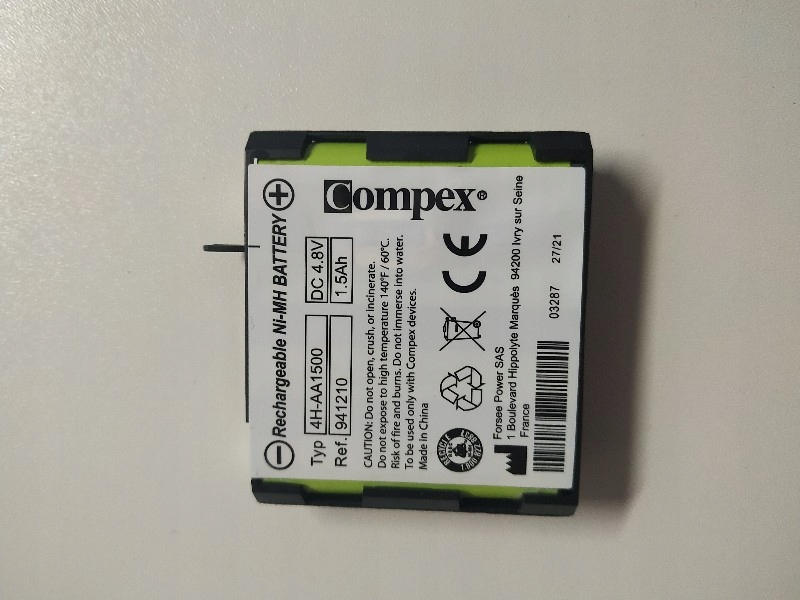 Rechargeable Ni-MH BATTERY
Compex®
Typ 4H-AA1500 DC 4.8V
Ref. 941210 1.5Ah
CAUTION: Do not open, crush, or incinerate.
Do not expose to high temperature 140°F / 60°C.
Risk of fire and burns. Do not immerse into water.
To be used only with Compex devices.
Made in China
CE
Forsee Power SAS
1 Boulevard Hippolyte Marquès 94200 Ivry sur Seine
France
03287 27/21